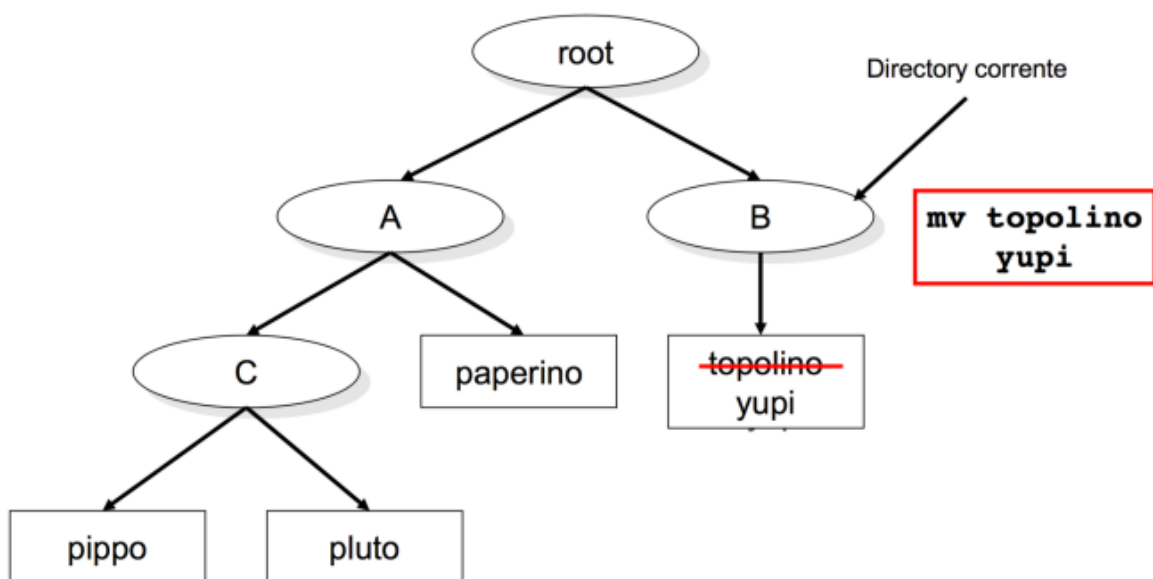 root
Directory corrente
A
B
mv topolino
yupi
C
paperino
topolino
yupi
pippo
pluto